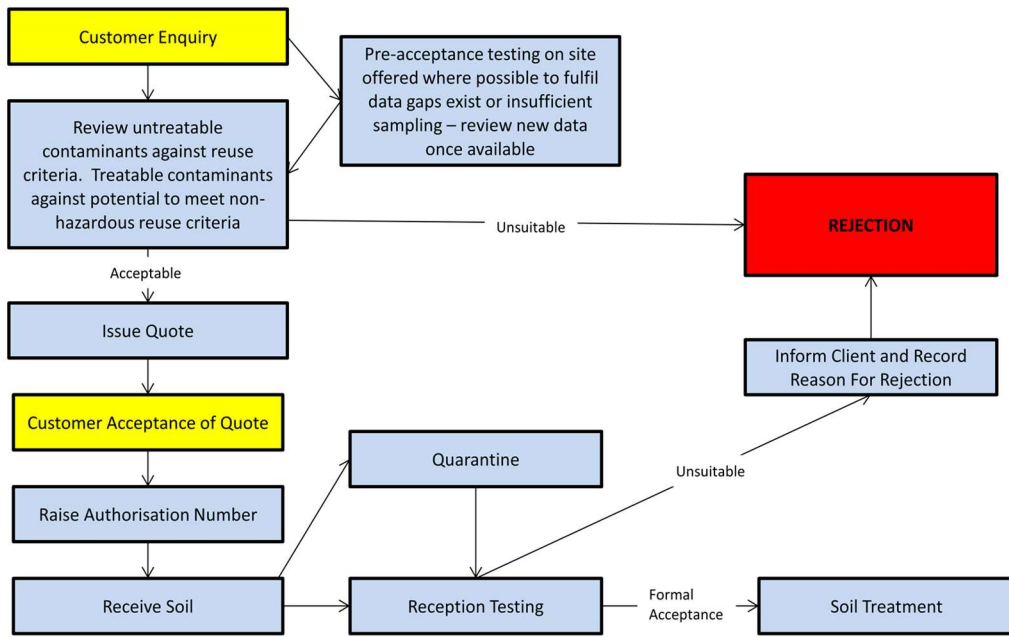 Customer Enquiry
Pre-acceptance testing on site
offered where possible to fulfil
data gaps exist or insufficient
sampling – review new data
once available
Review untreatable
contaminants against reuse
criteria.  Treatable contaminants
against potential to meet non-
hazardous reuse criteria
Unsuitable
REJECTION
Acceptable
Issue Quote
Inform Client and Record
Reason For Rejection
Customer Acceptance of Quote
Quarantine
Unsuitable
Raise Authorisation Number
Receive Soil
Reception Testing
Formal
Acceptance
Soil Treatment